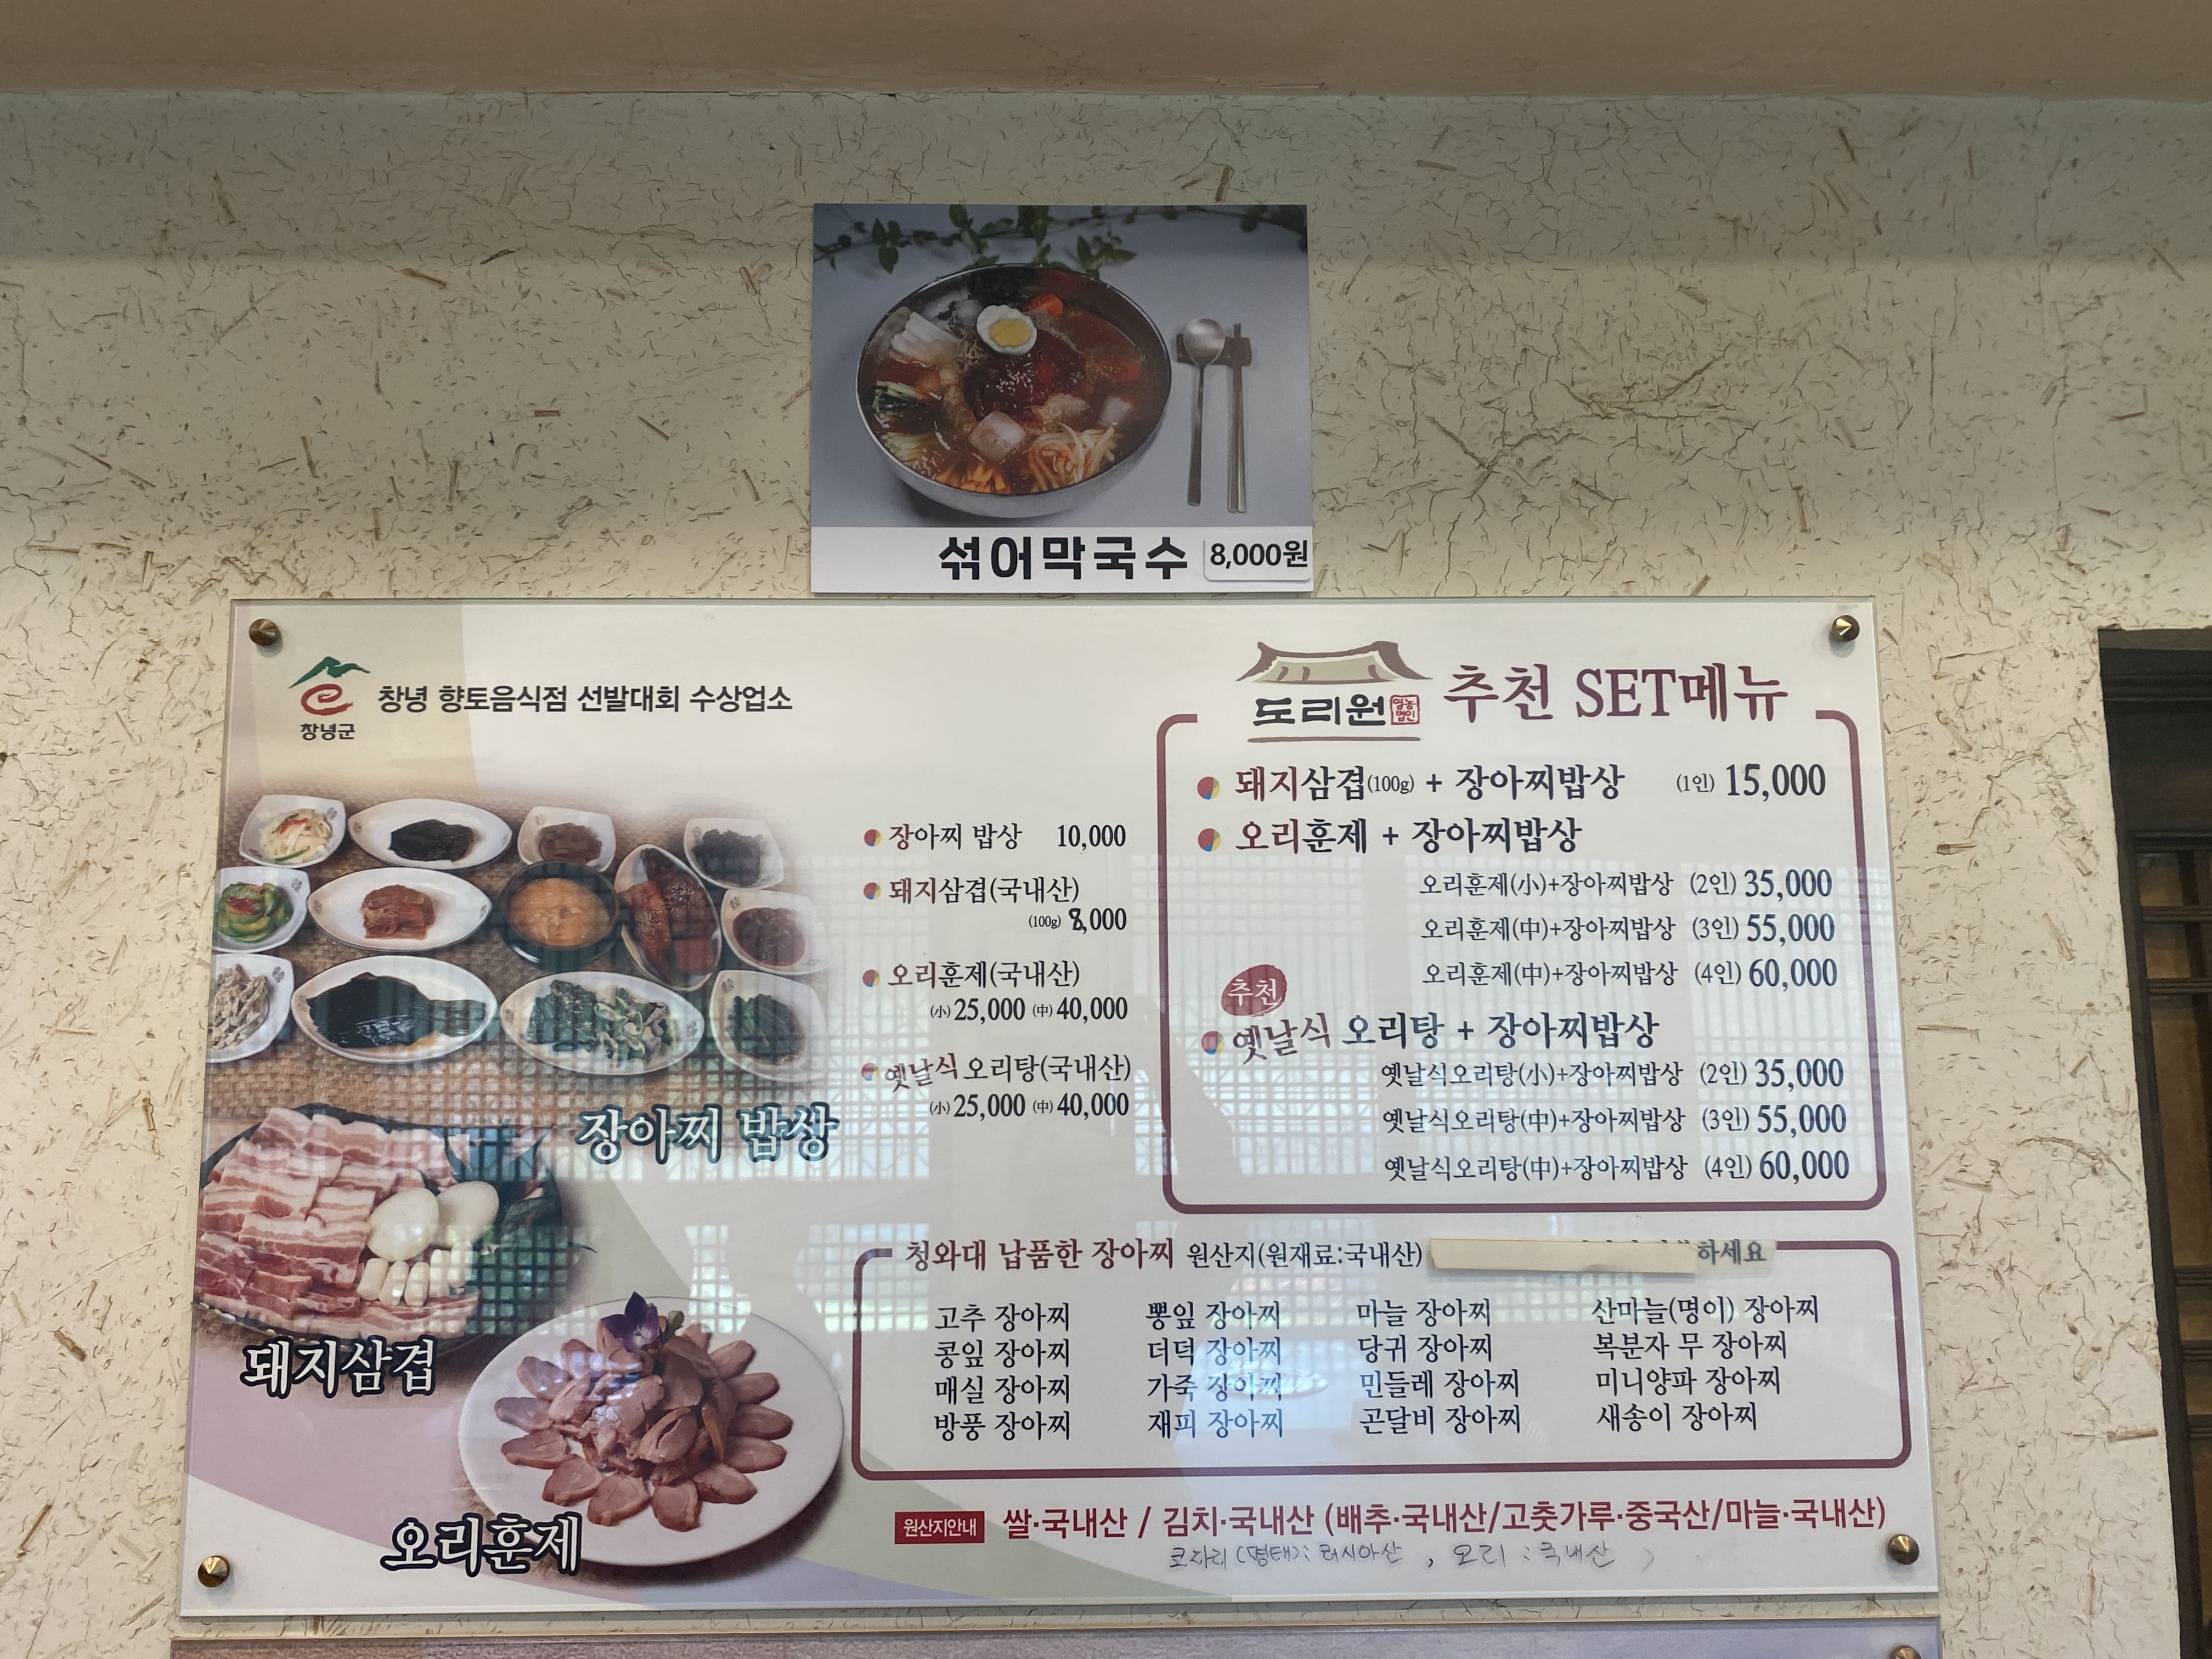 섞어막국수 8,000원
창녕군
창녕 향토음식점 선발대회 수상업소
장아찌 밥상
돼지삼겹
오리훈제
장아찌 밥상 10,000
돼지삼겹(국내산)
(100g) 8,000
오리훈제(국내산)
(小) 25,000 (中) 40,000
옛날식 오리탕(국내산)
(小) 25,000 (中) 40,000
도리원 영농법인 추천 SET메뉴
돼지삼겹(100g) + 장아찌밥상 (1인) 15,000
오리훈제 + 장아찌밥상
오리훈제(小)+장아찌밥상 (2인) 35,000
오리훈제(中)+장아찌밥상 (3인) 55,000
오리훈제(中)+장아찌밥상 (4인) 60,000
추천
옛날식 오리탕 + 장아찌밥상
옛날식오리탕(小)+장아찌밥상 (2인) 35,000
옛날식오리탕(中)+장아찌밥상 (3인) 55,000
옛날식오리탕(中)+장아찌밥상 (4인) 60,000
청와대 납품한 장아찌 원산지(원재료:국내산) 하세요
고추 장아찌 뽕잎 장아찌 마늘 장아찌 산마늘(명이) 장아찌
콩잎 장아찌 더덕 장아찌 당귀 장아찌 복분자 무 장아찌
매실 장아찌 가죽 장아찌 민들레 장아찌 미니양파 장아찌
방풍 장아찌 재피 장아찌 곤달비 장아찌 새송이 장아찌
원산지안내 쌀·국내산 / 김치·국내산 (배추·국내산/고춧가루·중국산/마늘·국내산)
코다리(명태): 러시아산 , 오리 : 국내산 )